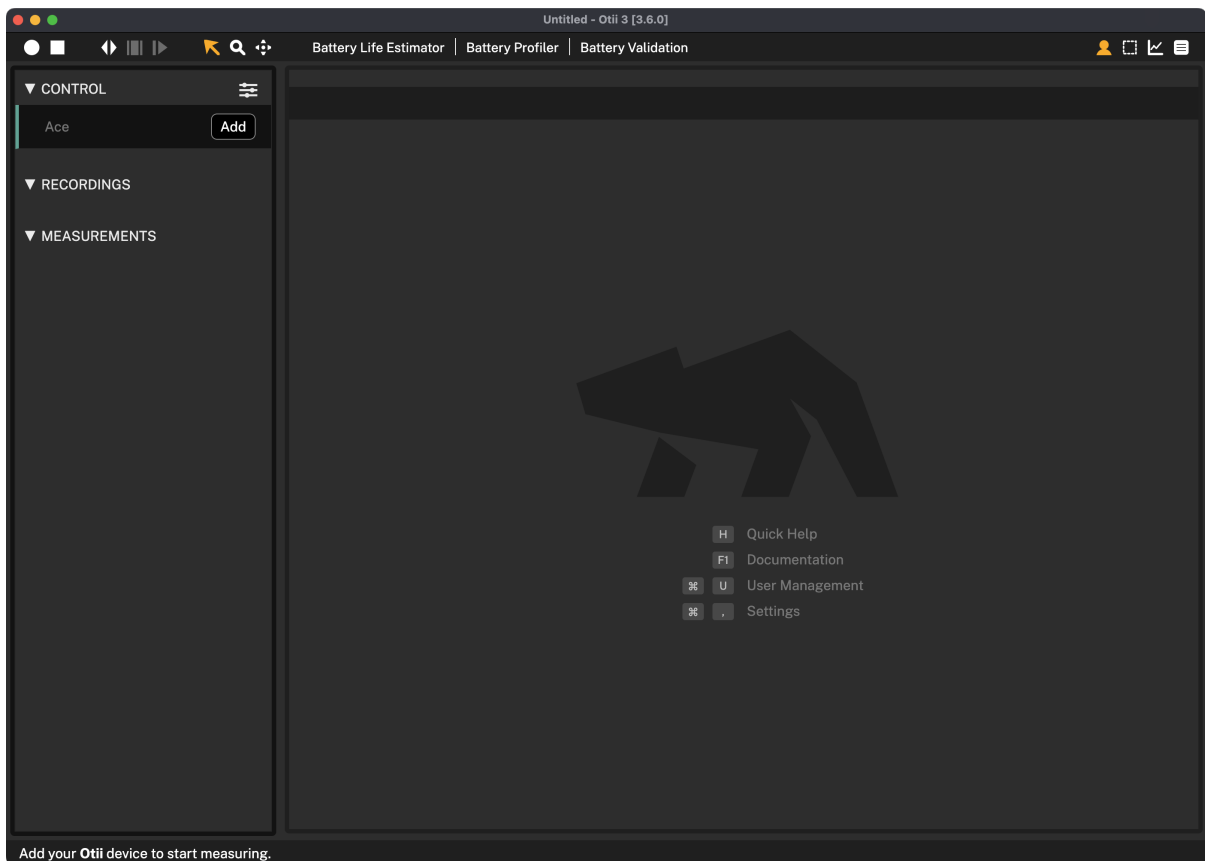 Untitled - Otii 3 [3.6.0]
Battery Life Estimator Battery Profiler Battery Validation
CONTROL
Ace Add
RECORDINGS
MEASUREMENTS
H Quick Help
F1 Documentation
⌘ U User Management
⌘ , Settings
Add your Otii device to start measuring.